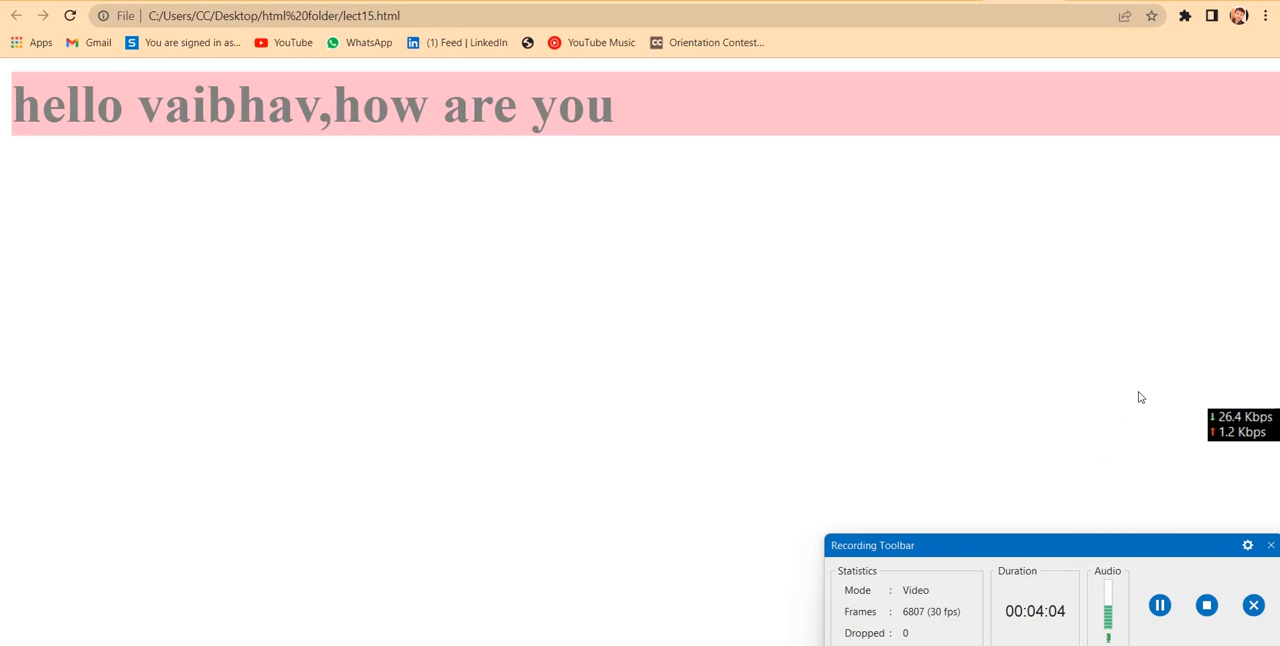 File | C:/Users/CC/Desktop/html%20folder/lect15.html
Apps Gmail S You are signed in as... YouTube WhatsApp in (1) Feed | LinkedIn YouTube Music CC Orientation Contest...
hello vaibhav,how are you
26.4 Kbps
1.2 Kbps
Recording Toolbar
Statistics Duration Audio
Mode : Video
Frames : 6807 (30 fps) 00:04:04
Dropped : 0